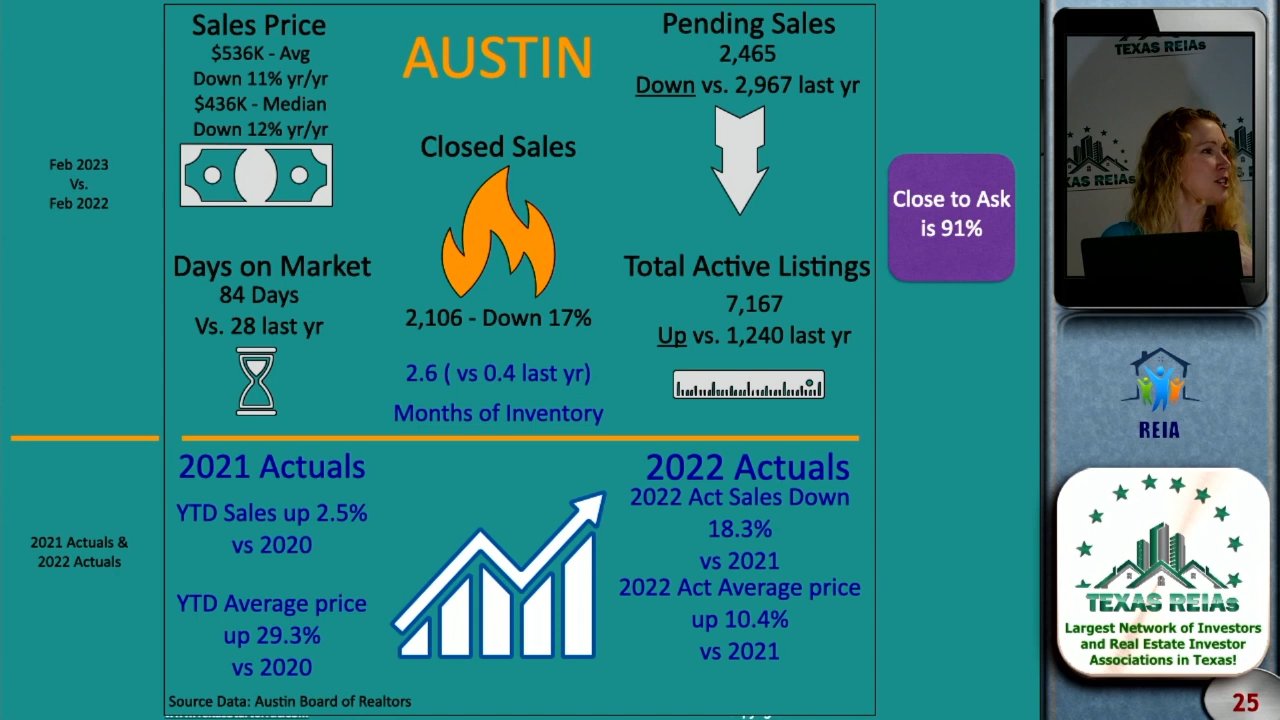 Sales Price
$536K - Avg
Down 11% yr/yr
$436K - Median
Down 12% yr/yr
AUSTIN
Pending Sales
2,465
Down vs. 2,967 last yr
Feb 2023
Vs.
Feb 2022
Closed Sales
2,106 - Down 17%
2.6 ( vs 0.4 last yr)
Months of Inventory
Days on Market
84 Days
Vs. 28 last yr
Total Active Listings
7,167
Up vs. 1,240 last yr
Close to Ask
is 91%
2021 Actuals &
2022 Actuals
2021 Actuals
YTD Sales up 2.5%
vs 2020
YTD Average price
up 29.3%
vs 2020
2022 Actuals
2022 Act Sales Down
18.3%
vs 2021
2022 Act Average price
up 10.4%
vs 2021
Source Data: Austin Board of Realtors
TEXAS REIAs
TEXAS REIAs
REIA
TEXAS REIAs
Largest Network of Investors
and Real Estate Investor
Associations in Texas!
25